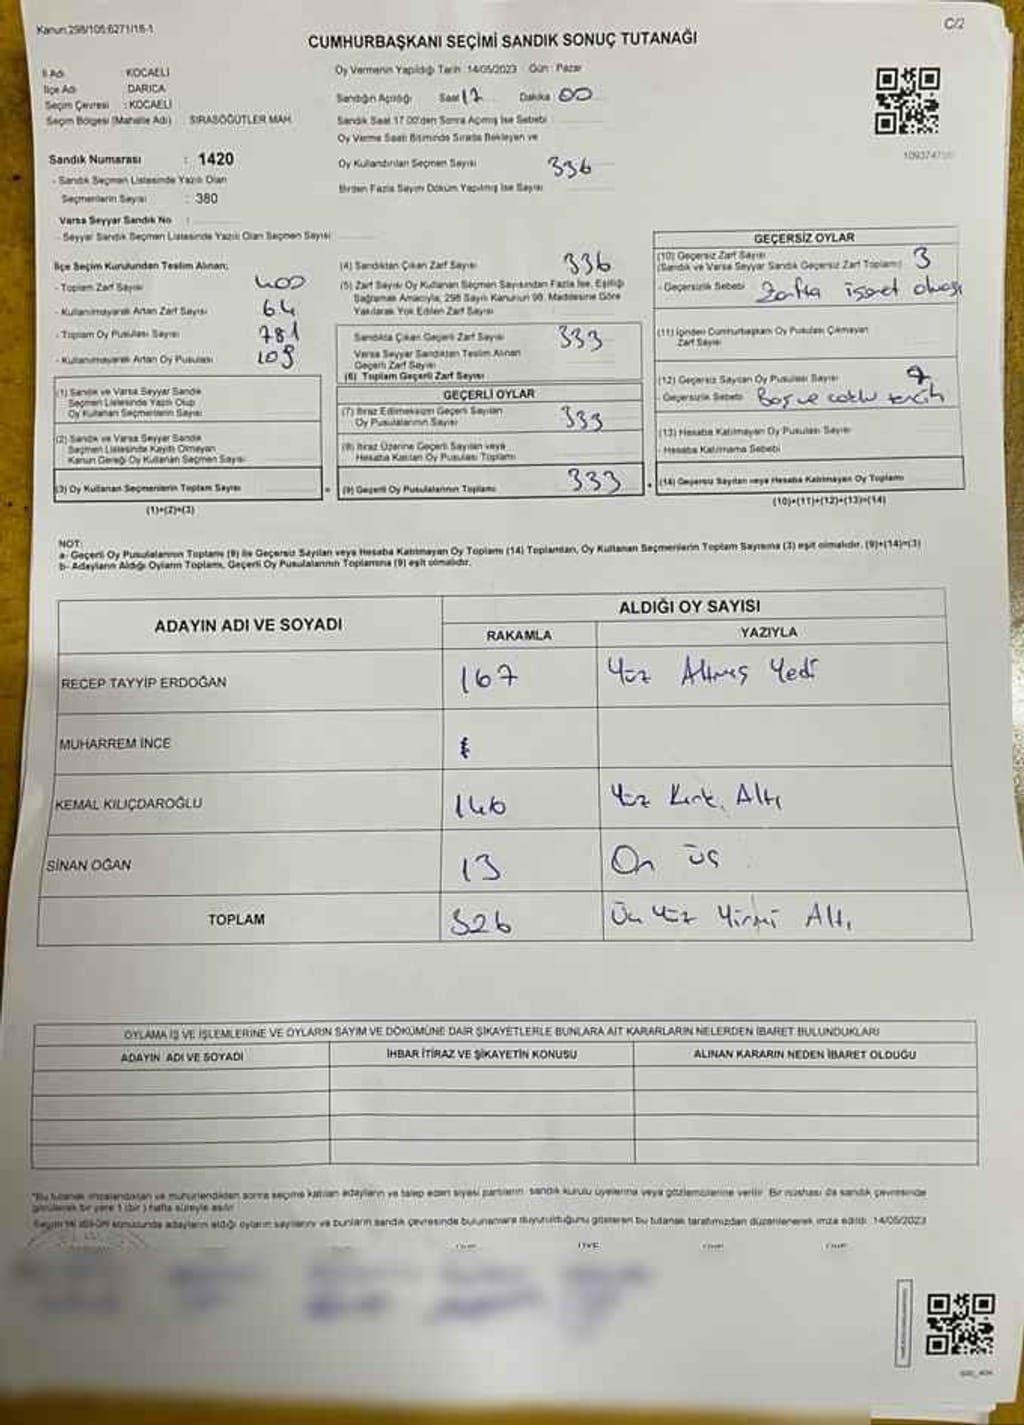 Kanun:298/105:6271/18-1
C/2
CUMHURBAŞKANI SEÇİMİ SANDIK SONUÇ TUTANAĞI
İl Adı : KOCAELİ
İlçe Adı : DARICA
Seçim Çevresi : KOCAELİ
Seçim Bölgesi (Mahalle Adı) : SIRASÖĞÜTLER MAH.
Sandık Numarası : 1420
- Sandık Seçmen Listesinde Yazılı Olan
Seçmenlerin Sayısı : 380
Varsa Seyyar Sandık No :
- Seyyar Sandık Seçmen Listesinde Yazılı Olan Seçmen Sayısı
Oy Vermenin Yapıldığı Tarih :14/05/2023 Gün : Pazar
Sandığın Açılışı Saat 17 Dakika 00
Sandık Saat 17.00'den Sonra Açılmış İse Sebebi
Oy Verme Saati Bitiminde Sırada Bekleyen ve
Oy Kullandırılan Seçmen Sayısı 336
Birden Fazla Sayım Döküm Yapılmış İse Sayısı
İlçe Seçim Kurulundan Teslim Alınan;
- Toplam Zarf Sayısı 400
- Kullanılmayarak Artan Zarf Sayısı 64
- Toplam Oy Pusulası Sayısı 781
- Kullanılmayarak Artan Oy Pusulası 109
(1) Sandık ve Varsa Seyyar Sandık
Seçmen Listesinde Yazılı Olup
Oy Kullanan Seçmenlerin Sayısı
(2) Sandık ve Varsa Seyyar Sandık
Seçmen Listesinde Kayıtlı Olmayan
Kanun Gereği Oy Kullanan Seçmen Sayısı
(3) Oy Kullanan Seçmenlerin Toplam Sayısı
(1)+(2)=(3)
(4) Sandıktan Çıkan Zarf Sayısı 336
(5) Zarf Sayısı Oy Kullanan Seçmen Sayısından Fazla İse, Eşitliği
Sağlamak Amacıyla, 298 Sayılı Kanunun 98. Maddesine Göre
Yakılarak Yok Edilen Zarf Sayısı
Sandıkta Çıkan Geçerli Zarf Sayısı 333
Varsa Seyyar Sandıktan Teslim Alınan
Geçerli Zarf Sayısı
(6) Toplam Geçerli Zarf Sayısı
GEÇERLİ OYLAR
(7) İtiraz Edilmeksizin Geçerli Sayılan
Oy Pusulalarının Sayısı 333
(8) İtiraz Üzerine Geçerli Sayılan veya
Hesaba Katılan Oy Pusulası Toplamı
(9) Geçerli Oy Pusulalarının Toplamı 333
GEÇERSİZ OYLAR
(10) Geçersiz Zarf Sayısı 3
(Sandık ve Varsa Seyyar Sandık Geçersiz Zarf Toplamı)
- Geçersizlik Sebebi Zarfta işaret olması
(11) İçinden Cumhurbaşkanı Oy Pusulası Çıkmayan
Zarf Sayısı
(12) Geçersiz Sayılan Oy Pusulası Sayısı 7
- Geçersizlik Sebebi Boş ve çoklu tercih
(13) Hesaba Katılmayan Oy Pusulası Sayısı
- Hesaba Katılmama Sebebi
(14) Geçersiz Sayılan veya Hesaba Katılmayan Oy Toplamı
(10)+(11)+(12)+(13)=(14)
NOT:
a- Geçerli Oy Pusulalarının Toplamı (9) ile Geçersiz Sayılan veya Hesaba Katılmayan Oy Toplamı (14) Toplamları, Oy Kullanan Seçmenlerin Toplam Sayısına (3) eşit olmalıdır. (9)+(14)=(3)
b- Adayların Aldığı Oyların Toplamı, Geçerli Oy Pusulalarının Toplamına (9) eşit olmalıdır.
ADAYIN ADI VE SOYADI
ALDIĞI OY SAYISI
RAKAMLA YAZIYLA
RECEP TAYYİP ERDOĞAN 167 Yüz Altmış Yedi
MUHARREM İNCE
KEMAL KILIÇDAROĞLU 146 Yüz Kırk Altı
SİNAN OĞAN 13 On üç
TOPLAM 326 Üç Yüz Yirmi Altı
OYLAMA İŞ VE İŞLEMLERİNE VE OYLARIN SAYIM VE DÖKÜMÜNE DAİR ŞİKAYETLERLE BUNLARA AİT KARARLARIN NELERDEN İBARET BULUNDUKLARI
ADAYIN ADI VE SOYADI İHBAR İTİRAZ VE ŞİKAYETİN KONUSU ALINAN KARARIN NEDEN İBARET OLDUĞU
*Bu tutanak imzalandıktan ve mühürlendikten sonra seçime katılan adayların ve talep eden siyasi partilerin sandık kurulu üyelerine veya gözlemcilerine verilir. Bir nüshası da sandık çevresinde
görülecek bir yere 1 (bir) hafta süreyle asılır.
adayların aldığı oyların sayılarını ve bunların sandık çevresinde bulunanlara duyurulduğunu gösteren bu tutanak tarafımızdan düzenlenerek imza edildi. 14/05/2023